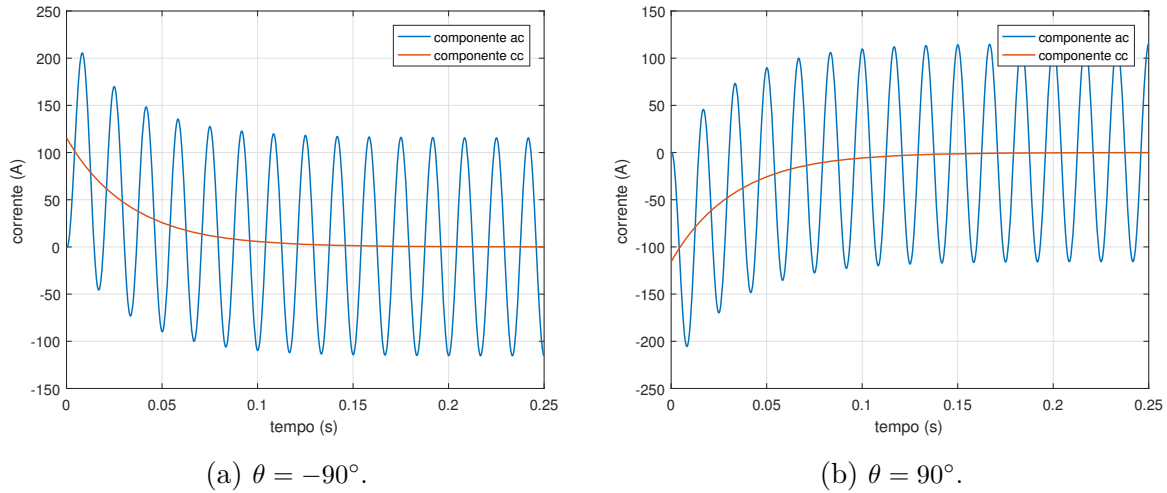 250
200
150
100
50
0
-50
-100
-150
corrente (A)
componente ac
componente cc
0 0.05 0.1 0.15 0.2 0.25
tempo (s)
(a) θ = −90°.
150
100
50
0
-50
-100
-150
-200
-250
corrente (A)
componente ac
componente cc
0 0.05 0.1 0.15 0.2 0.25
tempo (s)
(b) θ = 90°.